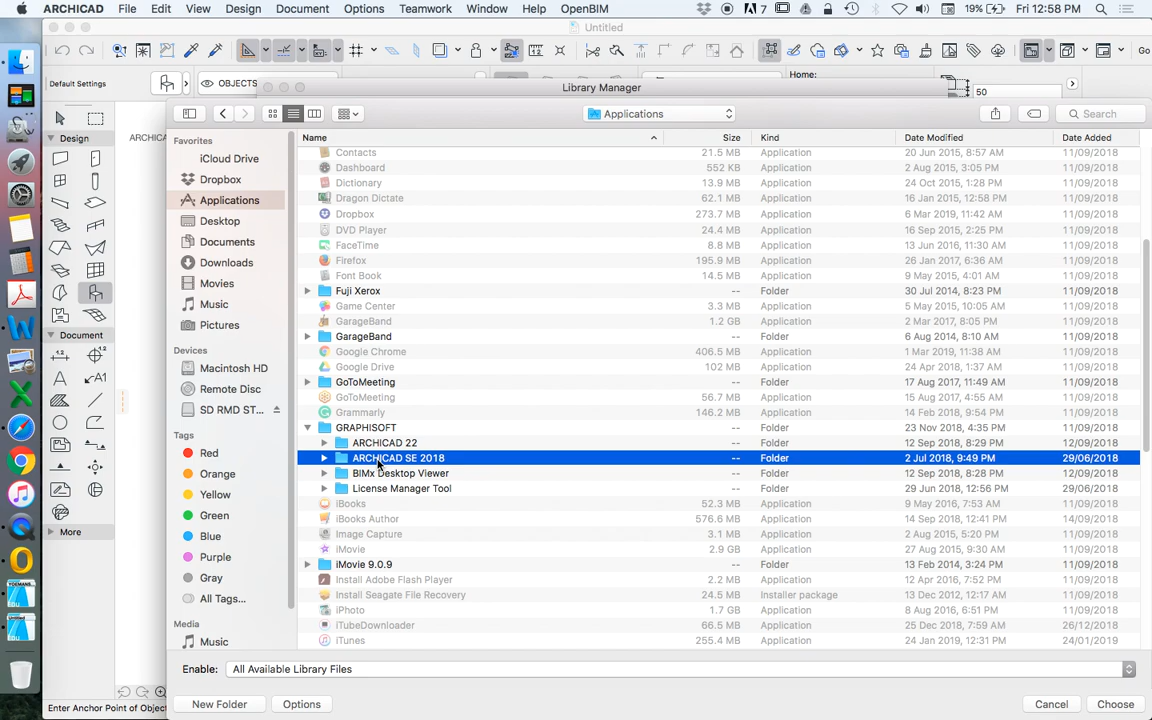 ARCHICAD File Edit View Design Document Options Teamwork Window Help OpenBIM 7 19% Fri 12:58 PM
Untitled
Go
Default Settings
OBJECTS
Home:
50
Library Manager
Applications
Search
Design
ARCHICA
Document
More
Enter Anchor Point of Object
Favorites
iCloud Drive
Dropbox
Applications
Desktop
Documents
Downloads
Movies
Music
Pictures
Devices
Macintosh HD
Remote Disc
SD RMD ST...
Tags
Red
Orange
Yellow
Green
Blue
Purple
Gray
All Tags...
Media
Music
Name Size Kind Date Modified Date Added
Contacts 21.5 MB Application 20 Jun 2015, 8:57 AM 11/09/2018
Dashboard 552 KB Application 2 Aug 2015, 3:05 PM 11/09/2018
Dictionary 13.9 MB Application 24 Oct 2015, 1:28 PM 11/09/2018
Dragon Dictate 62.1 MB Application 16 Jan 2015, 12:58 PM 11/09/2018
Dropbox 273.7 MB Application 6 Mar 2019, 11:42 AM 11/09/2018
DVD Player 24.4 MB Application 16 Sep 2015, 2:25 PM 11/09/2018
FaceTime 8.8 MB Application 13 Jun 2016, 11:30 AM 11/09/2018
Firefox 195.9 MB Application 26 Jan 2017, 6:36 AM 11/09/2018
Font Book 14.5 MB Application 9 May 2015, 4:01 AM 11/09/2018
Fuji Xerox -- Folder 30 Jul 2014, 8:23 PM 11/09/2018
Game Center 3.3 MB Application 5 May 2015, 10:05 AM 11/09/2018
GarageBand 1.2 GB Application 2 Mar 2017, 8:05 PM 11/09/2018
GarageBand -- Folder 6 Aug 2014, 8:10 AM 11/09/2018
Google Chrome 406.5 MB Application 1 Mar 2019, 11:38 AM 11/09/2018
Google Drive 102 MB Application 24 Apr 2018, 1:37 AM 11/09/2018
GoToMeeting -- Folder 17 Aug 2017, 11:49 AM 11/09/2018
GoToMeeting 56.7 MB Application 15 Aug 2017, 4:55 AM 11/09/2018
Grammarly 146.2 MB Application 14 Feb 2018, 9:54 PM 11/09/2018
GRAPHISOFT -- Folder 23 Nov 2018, 4:35 PM 11/09/2018
ARCHICAD 22 -- Folder 12 Sep 2018, 8:29 PM 12/09/2018
ARCHICAD SE 2018 -- Folder 2 Jul 2018, 9:49 PM 29/06/2018
BIMx Desktop Viewer -- Folder 12 Sep 2018, 8:28 PM 12/09/2018
License Manager Tool -- Folder 29 Jun 2018, 12:56 PM 29/06/2018
iBooks 52.3 MB Application 9 May 2016, 7:53 AM 11/09/2018
iBooks Author 576.6 MB Application 14 Sep 2018, 12:41 PM 14/09/2018
Image Capture 3.1 MB Application 2 Aug 2015, 5:20 PM 11/09/2018
iMovie 2.9 GB Application 27 Aug 2015, 9:30 AM 11/09/2018
iMovie 9.0.9 -- Folder 13 Feb 2014, 3:24 PM 11/09/2018
Install Adobe Flash Player 2.2 MB Application 12 Apr 2016, 7:52 PM 11/09/2018
Install Seagate File Recovery 24.5 MB Installer package 13 Dec 2012, 12:17 AM 11/09/2018
iPhoto 1.7 GB Application 8 Aug 2016, 6:51 PM 11/09/2018
iTubeDownloader 66.5 MB Application 25 Dec 2018, 7:59 AM 26/12/2018
iTunes 255.4 MB Application 24 Jan 2019, 12:31 PM 24/01/2019
Enable: All Available Library Files
New Folder Options Cancel Choose